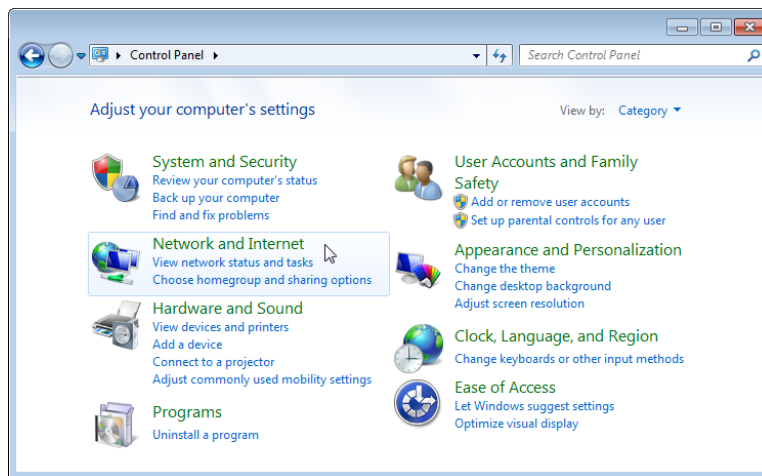 Control Panel
Search Control Panel
Adjust your computer's settings
View by: Category
System and Security
Review your computer's status
Back up your computer
Find and fix problems
Network and Internet
View network status and tasks
Choose homegroup and sharing options
Hardware and Sound
View devices and printers
Add a device
Connect to a projector
Adjust commonly used mobility settings
Programs
Uninstall a program
User Accounts and Family
Safety
Add or remove user accounts
Set up parental controls for any user
Appearance and Personalization
Change the theme
Change desktop background
Adjust screen resolution
Clock, Language, and Region
Change keyboards or other input methods
Ease of Access
Let Windows suggest settings
Optimize visual display